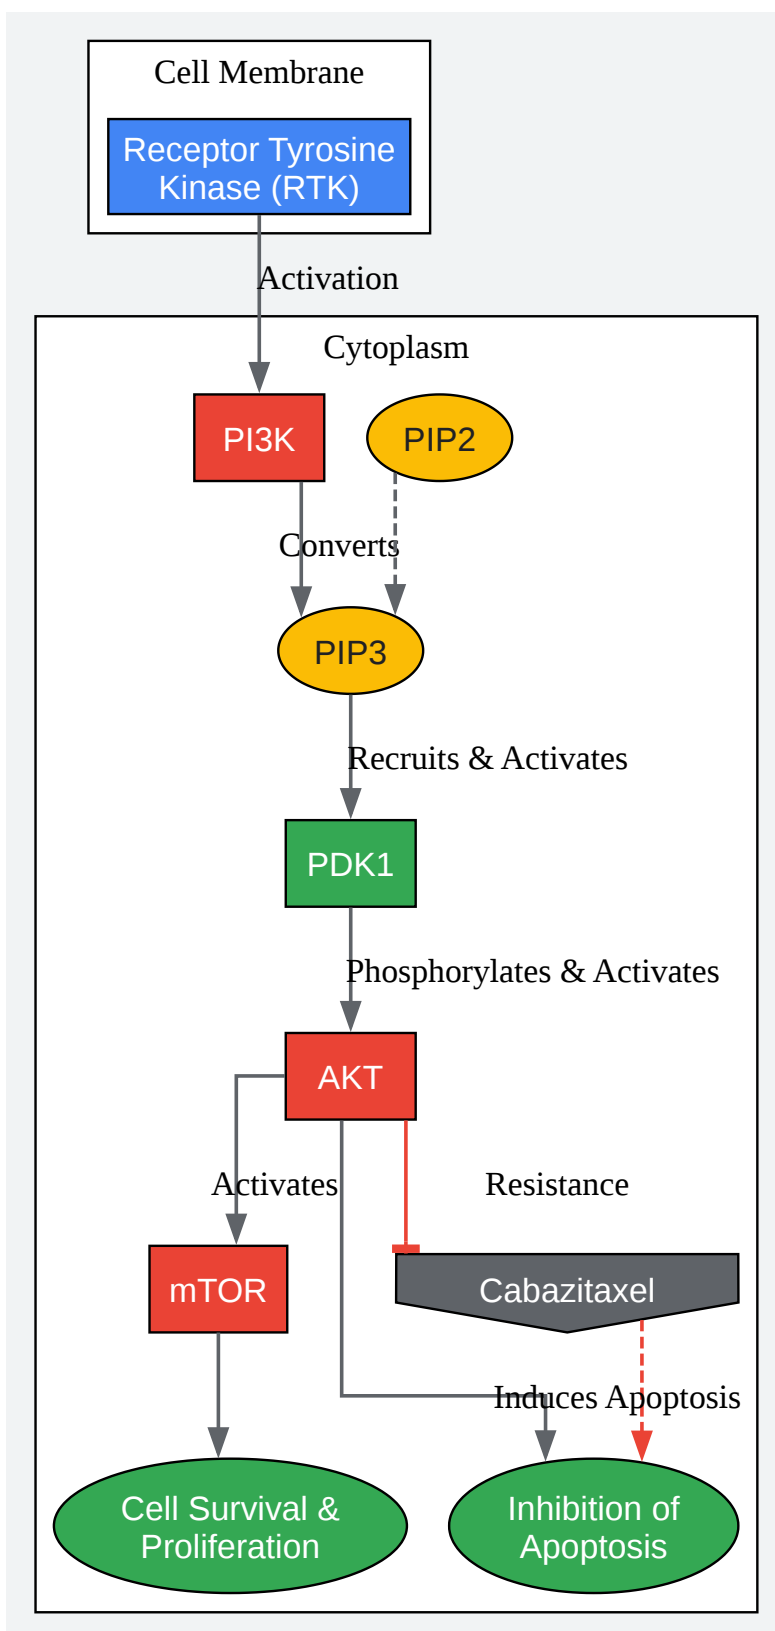 Cell Membrane
Receptor Tyrosine
Kinase (RTK)
Activation
Cytoplasm
PI3K
PIP2
Converts
PIP3
Recruits & Activates
PDK1
Phosphorylates & Activates
AKT
Activates
Resistance
mTOR
Cabazitaxel
Induces Apoptosis
Cell Survival &
Proliferation
Inhibition of
Apoptosis